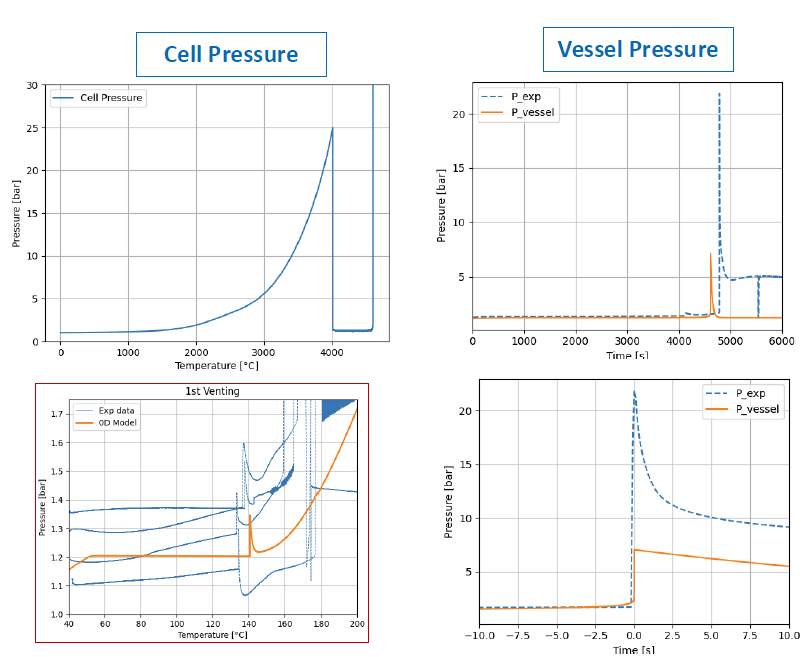 Cell Pressure
Vessel Pressure
Cell Pressure
Pressure [bar]
30
25
20
15
10
5
0
0 1000 2000 3000 4000
Temperature [°C]
P_exp
P_vessel
Pressure [bar]
20
15
10
5
0 1000 2000 3000 4000 5000 6000
Time [s]
1st Venting
Exp data
0D Model
Pressure [bar]
1.7
1.6
1.5
1.4
1.3
1.2
1.1
1.0
40 60 80 100 120 140 160 180 200
Temperature [°C]
P_exp
P_vessel
Pressure [bar]
20
15
10
5
−10.0 −7.5 −5.0 −2.5 0.0 2.5 5.0 7.5 10.0
Time [s]